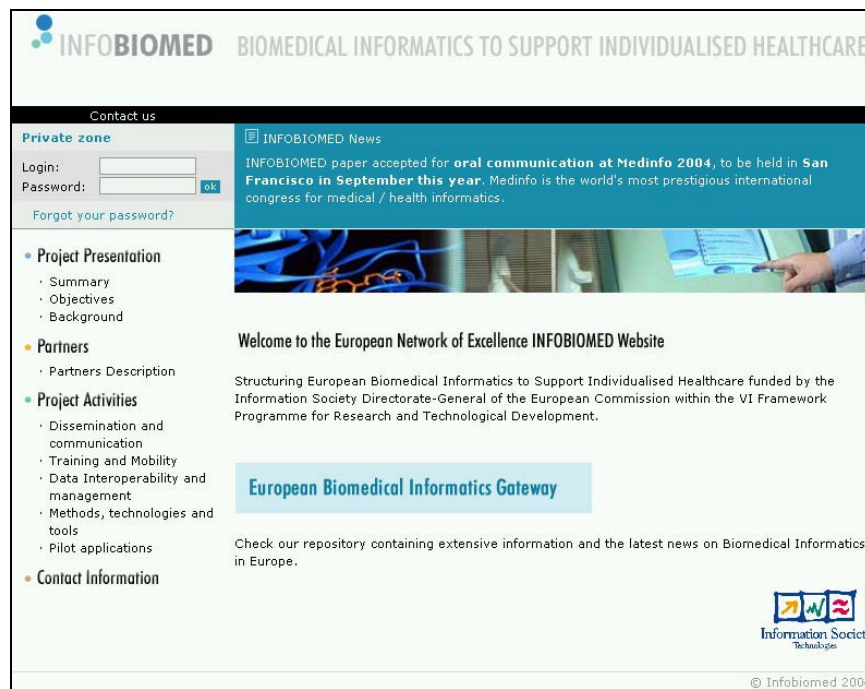 INFOBIOMED BIOMEDICAL INFORMATICS TO SUPPORT INDIVIDUALISED HEALTHCARE
Contact us
Private zone
Login:
Password: ok
Forgot your password?
INFOBIOMED News
INFOBIOMED paper accepted for oral communication at Medinfo 2004, to be held in San
Francisco in September this year. Medinfo is the world's most prestigious international
congress for medical / health informatics.
Project Presentation
· Summary
· Objectives
· Background
Partners
· Partners Description
Project Activities
· Dissemination and
communication
· Training and Mobility
· Data Interoperability and
management
· Methods, technologies and
tools
· Pilot applications
Contact Information
Welcome to the European Network of Excellence INFOBIOMED Website
Structuring European Biomedical Informatics to Support Individualised Healthcare funded by the
Information Society Directorate-General of the European Commission within the VI Framework
Programme for Research and Technological Development.
European Biomedical Informatics Gateway
Check our repository containing extensive information and the latest news on Biomedical Informatics
in Europe.
Information Societ
Technologies
© Infobiomed 200